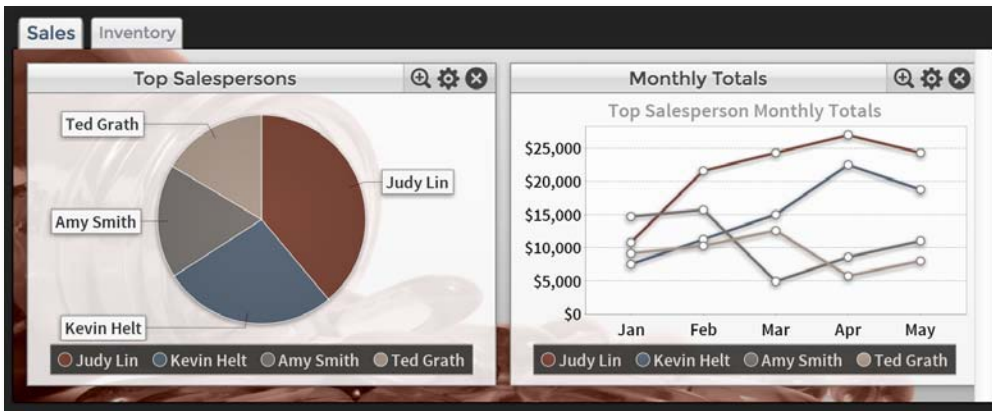 Sales
Inventory
Top Salespersons
Ted Grath
Judy Lin
Amy Smith
Kevin Helt
Judy Lin Kevin Helt Amy Smith Ted Grath
Monthly Totals
Top Salesperson Monthly Totals
$25,000
$20,000
$15,000
$10,000
$5,000
$0
Jan Feb Mar Apr May
Judy Lin Kevin Helt Amy Smith Ted Grath